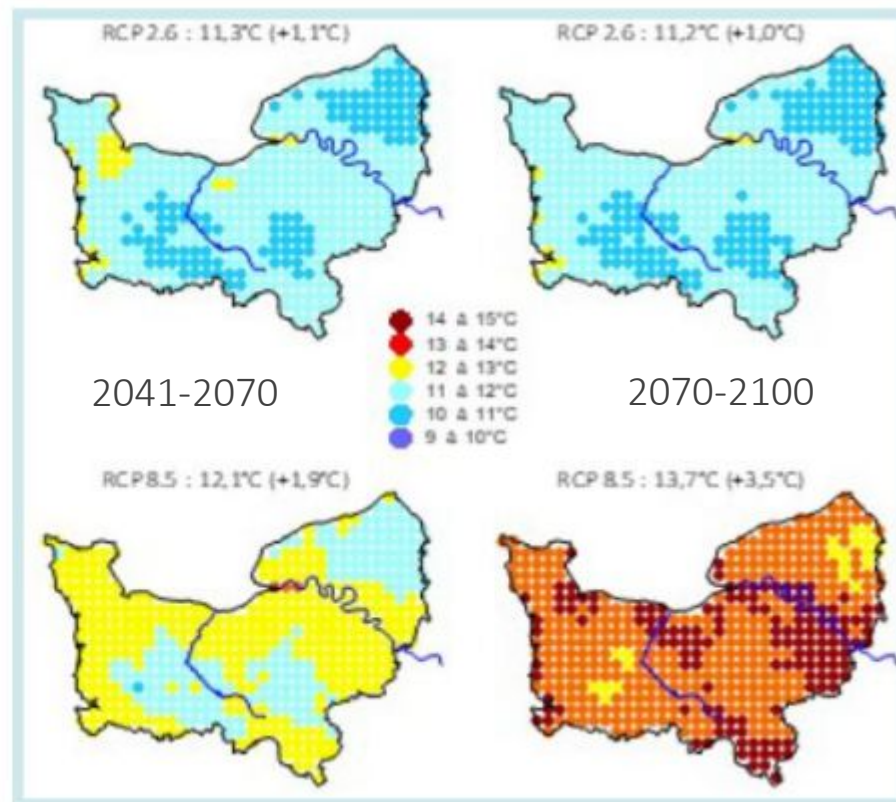 RCP 2.6 : 11,3°C (+1,1°C)
RCP 2.6 : 11,2°C (+1,0°C)
14 à 15°C
13 à 14°C
12 à 13°C
11 à 12°C
10 à 11°C
9 à 10°C
2041-2070
2070-2100
RCP 8.5 : 12,1°C (+1,9°C)
RCP 8.5 : 13,7°C (+3,5°C)